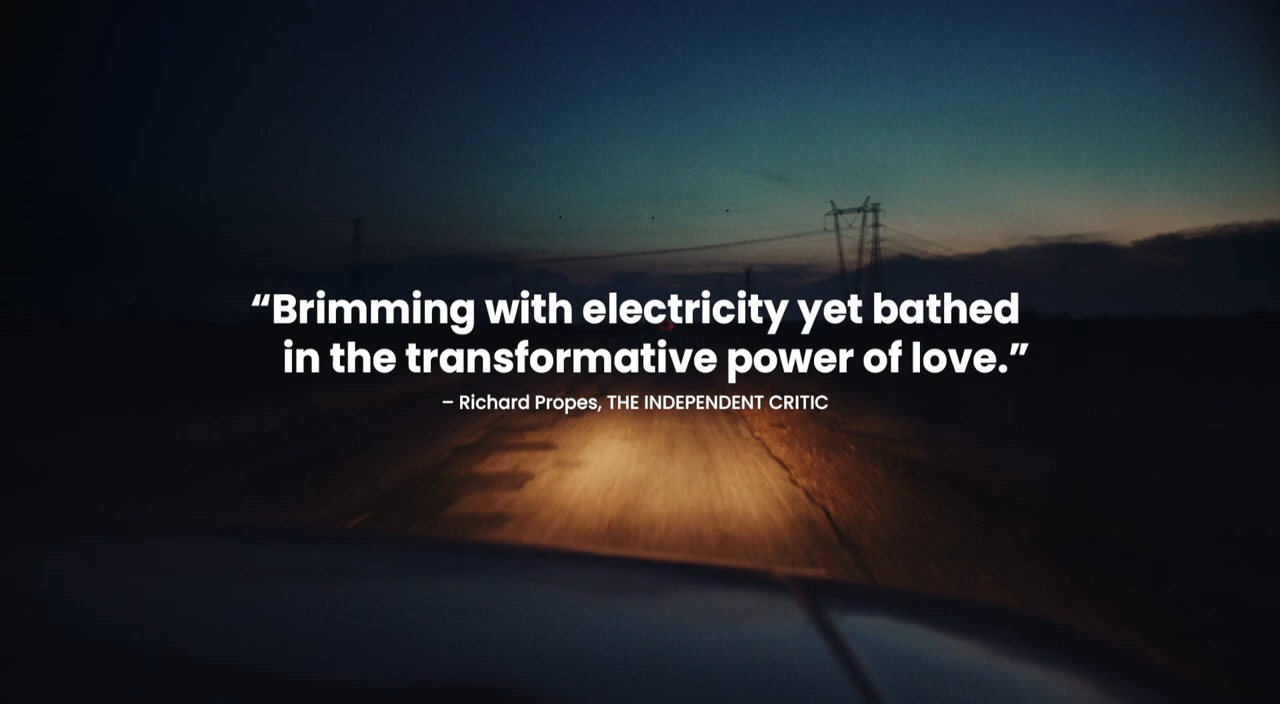 “Brimming with electricity yet bathed
in the transformative power of love.”
– Richard Propes, THE INDEPENDENT CRITIC